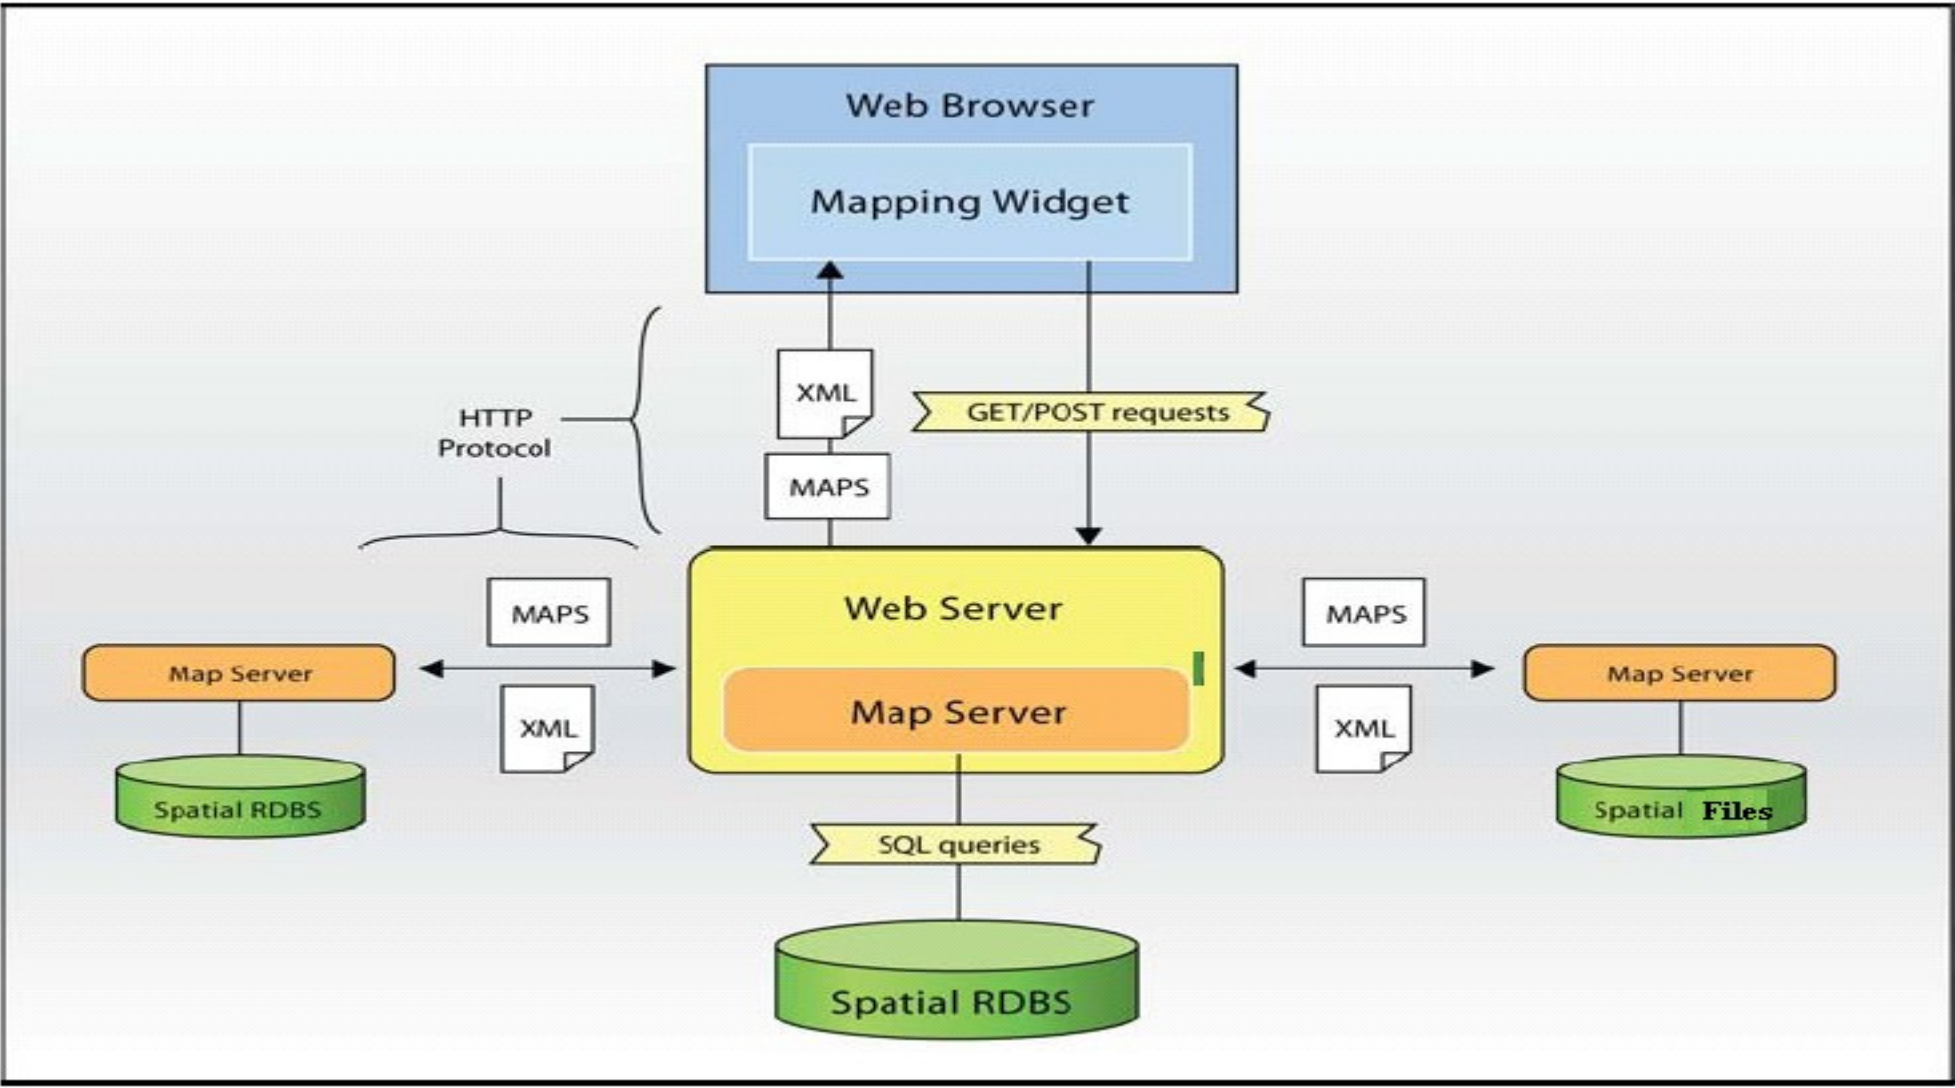 Web Browser
Mapping Widget
XML
GET/POST requests
HTTP
Protocol
MAPS
Web Server
MAPS
MAPS
Map Server
Map Server
Map Server
XML
XML
Spatial RDBS
Spatial Files
SQL queries
Spatial RDBS